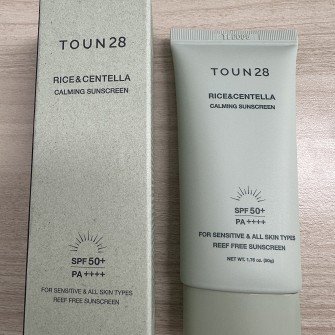 TOUN28
RICE&CENTELLA
CALMING SUNSCREEN
SPF 50+
PA ++++
FOR SENSITIVE & ALL SKIN TYPES
REEF FREE SUNSCREEN
TOUN28
RICE&CENTELLA
CALMING SUNSCREEN
SPF 50+
PA ++++
FOR SENSITIVE & ALL SKIN TYPES
REEF FREE SUNSCREEN
NET WT. 1.76 oz. (50g)